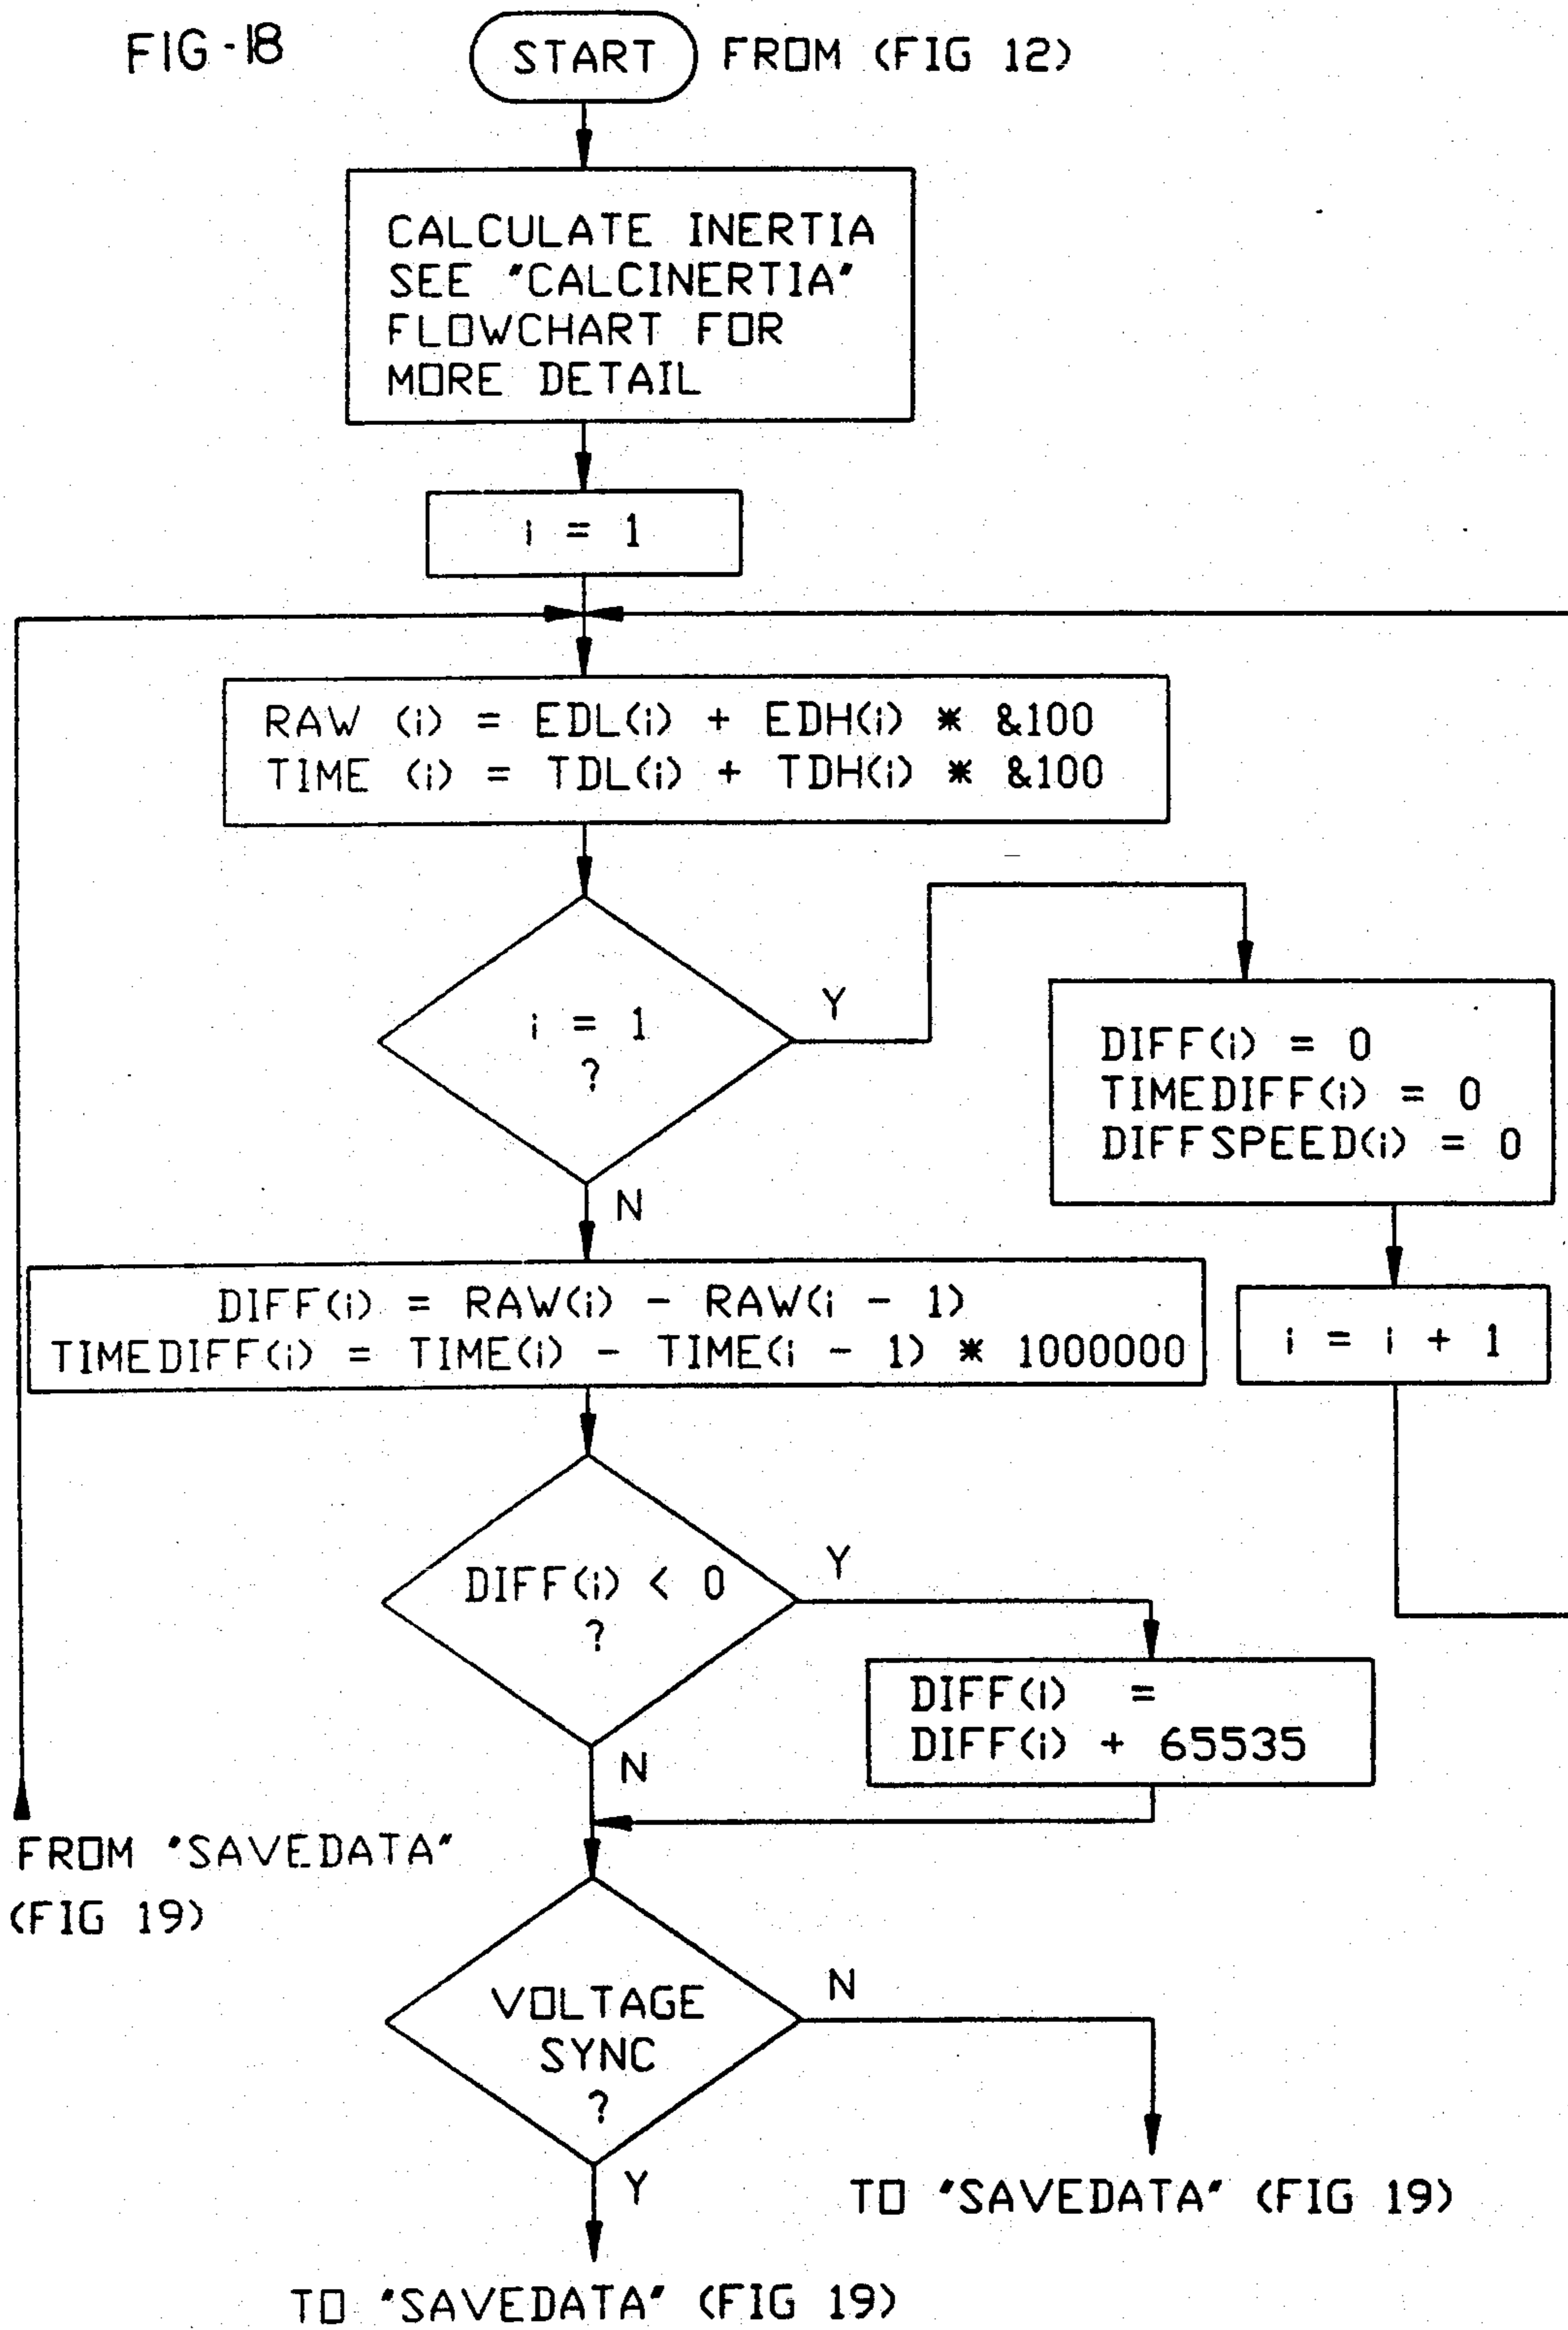 FIG-18
START FROM (FIG 12)
CALCULATE INERTIA
SEE "CALCINERTIA"
FLOWCHART FOR
MORE DETAIL
i = 1
RAW (i) = EDL(i) + EDH(i) * &100
TIME (i) = TDL(i) + TDH(i) * &100
i = 1
?
Y
N
DIFF(i) = 0
TIMEDIFF(i) = 0
DIFFSPEED(i) = 0
i = i + 1
DIFF(i) = RAW(i) - RAW(i - 1)
TIMEDIFF(i) = TIME(i) - TIME(i - 1) * 1000000
DIFF(i) < 0
?
Y
N
DIFF(i) =
DIFF(i) + 65535
FROM "SAVEDATA"
(FIG 19)
VOLTAGE
SYNC
?
N
Y
TO "SAVEDATA" (FIG 19)
TO "SAVEDATA" (FIG 19)